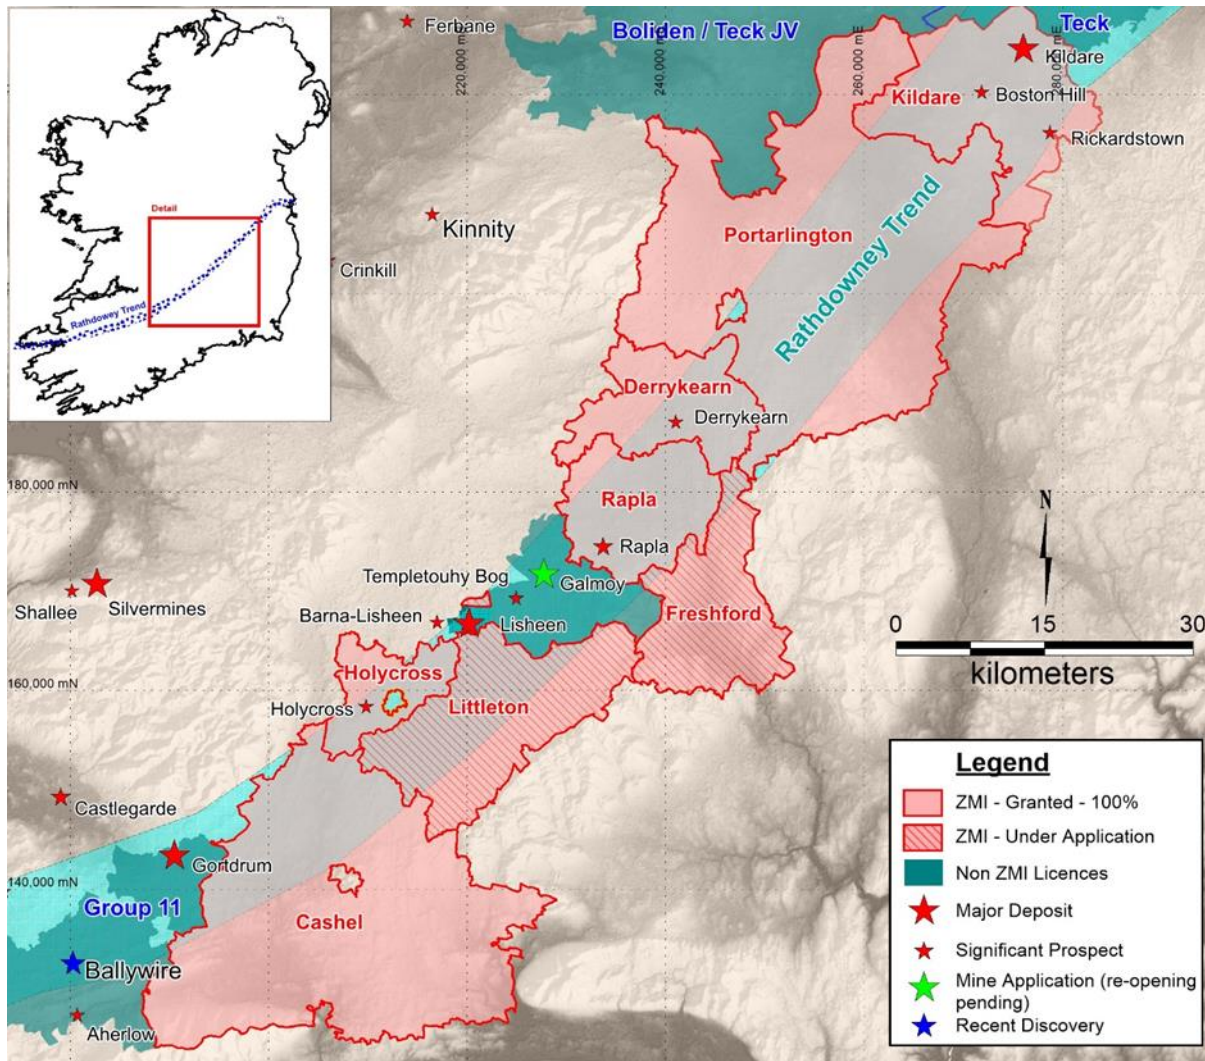 Detail
Rathdowey Trend
Ferbane
220,000 mE
Boliden / Teck JV
240,000 mE
260,000 mE
Teck
280,000 mE
Kildare
Kildare
Boston Hill
Rickardstown
Kinnity
Crinkill
Portarlington
Rathdowney Trend
Derrykearn
Derrykearn
180,000 mN
Rapla
Rapla
N
Templetouhy Bog
Galmoy
Shallee
Silvermines
Barna-Lisheen
Lisheen
Freshford
0
15
30
kilometers
Holycross
160,000 mN
Holycross
Littleton
Castlegarde
Gortdrum
140,000 mN
Group 11
Cashel
Ballywire
Aherlow
Legend
ZMI - Granted - 100%
ZMI - Under Application
Non ZMI Licences
Major Deposit
Significant Prospect
Mine Application (re-opening
pending)
Recent Discovery